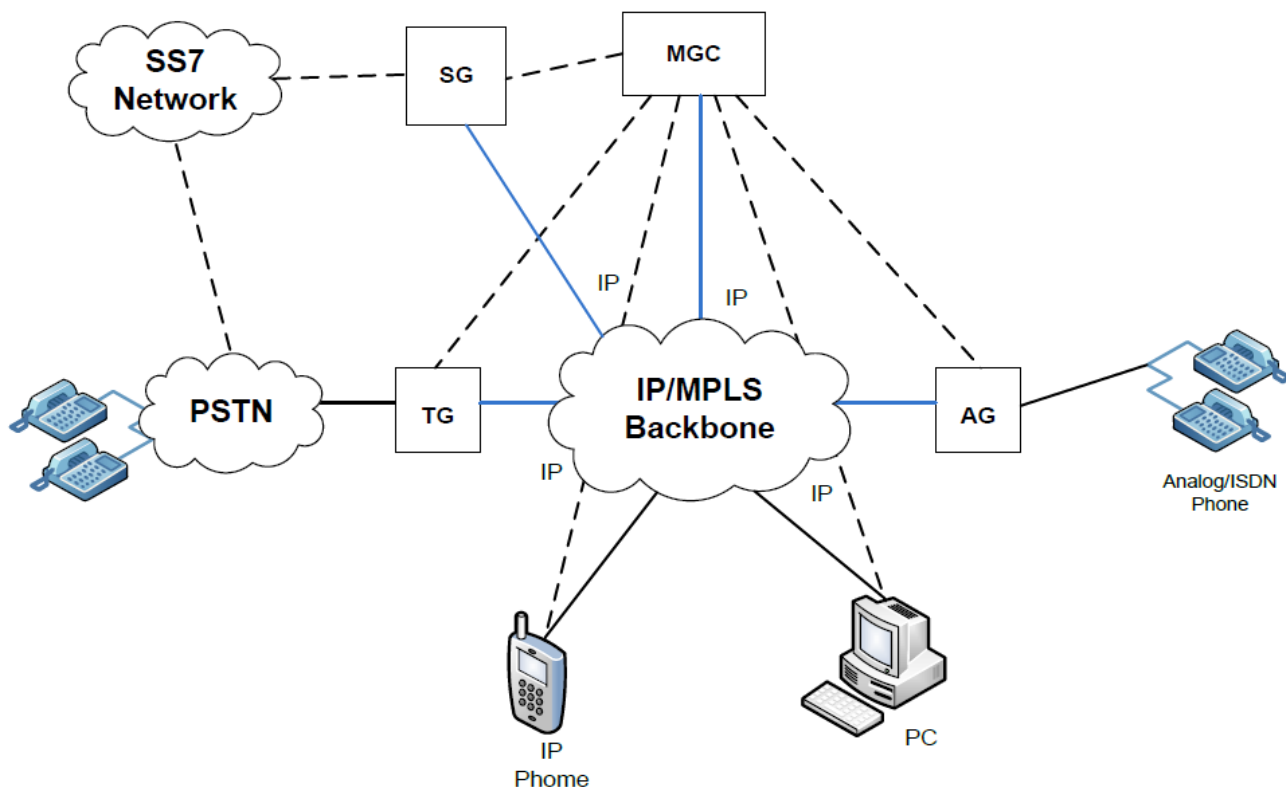 SS7
Network
SG
MGC
IP
IP
PSTN
TG
IP/MPLS
Backbone
AG
IP
IP
Analog/ISDN
Phone
IP
Phome
PC